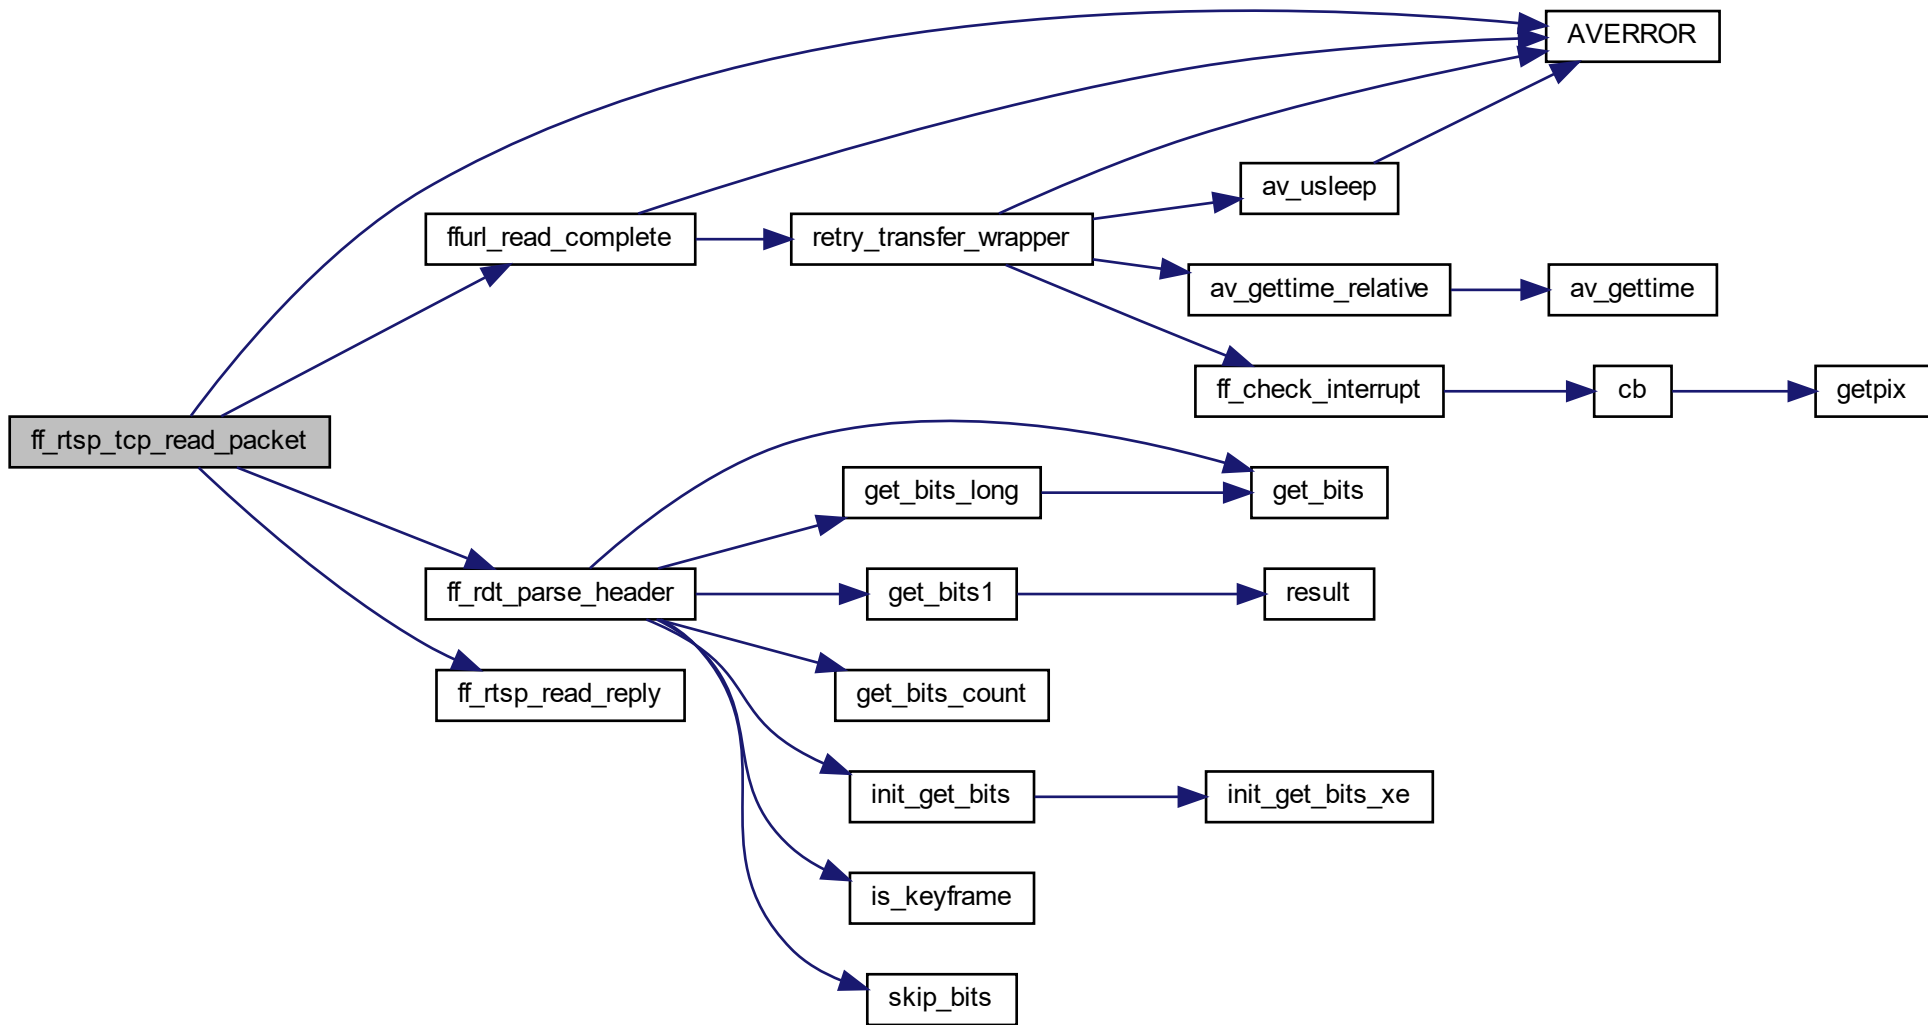 AVERROR
av_usleep
ffurl_read_complete
retry_transfer_wrapper
av_gettime_relative
av_gettime
ff_check_interrupt
cb
getpix
ff_rtsp_tcp_read_packet
get_bits_long
get_bits
ff_rdt_parse_header
get_bits1
result
ff_rtsp_read_reply
get_bits_count
init_get_bits
init_get_bits_xe
is_keyframe
skip_bits